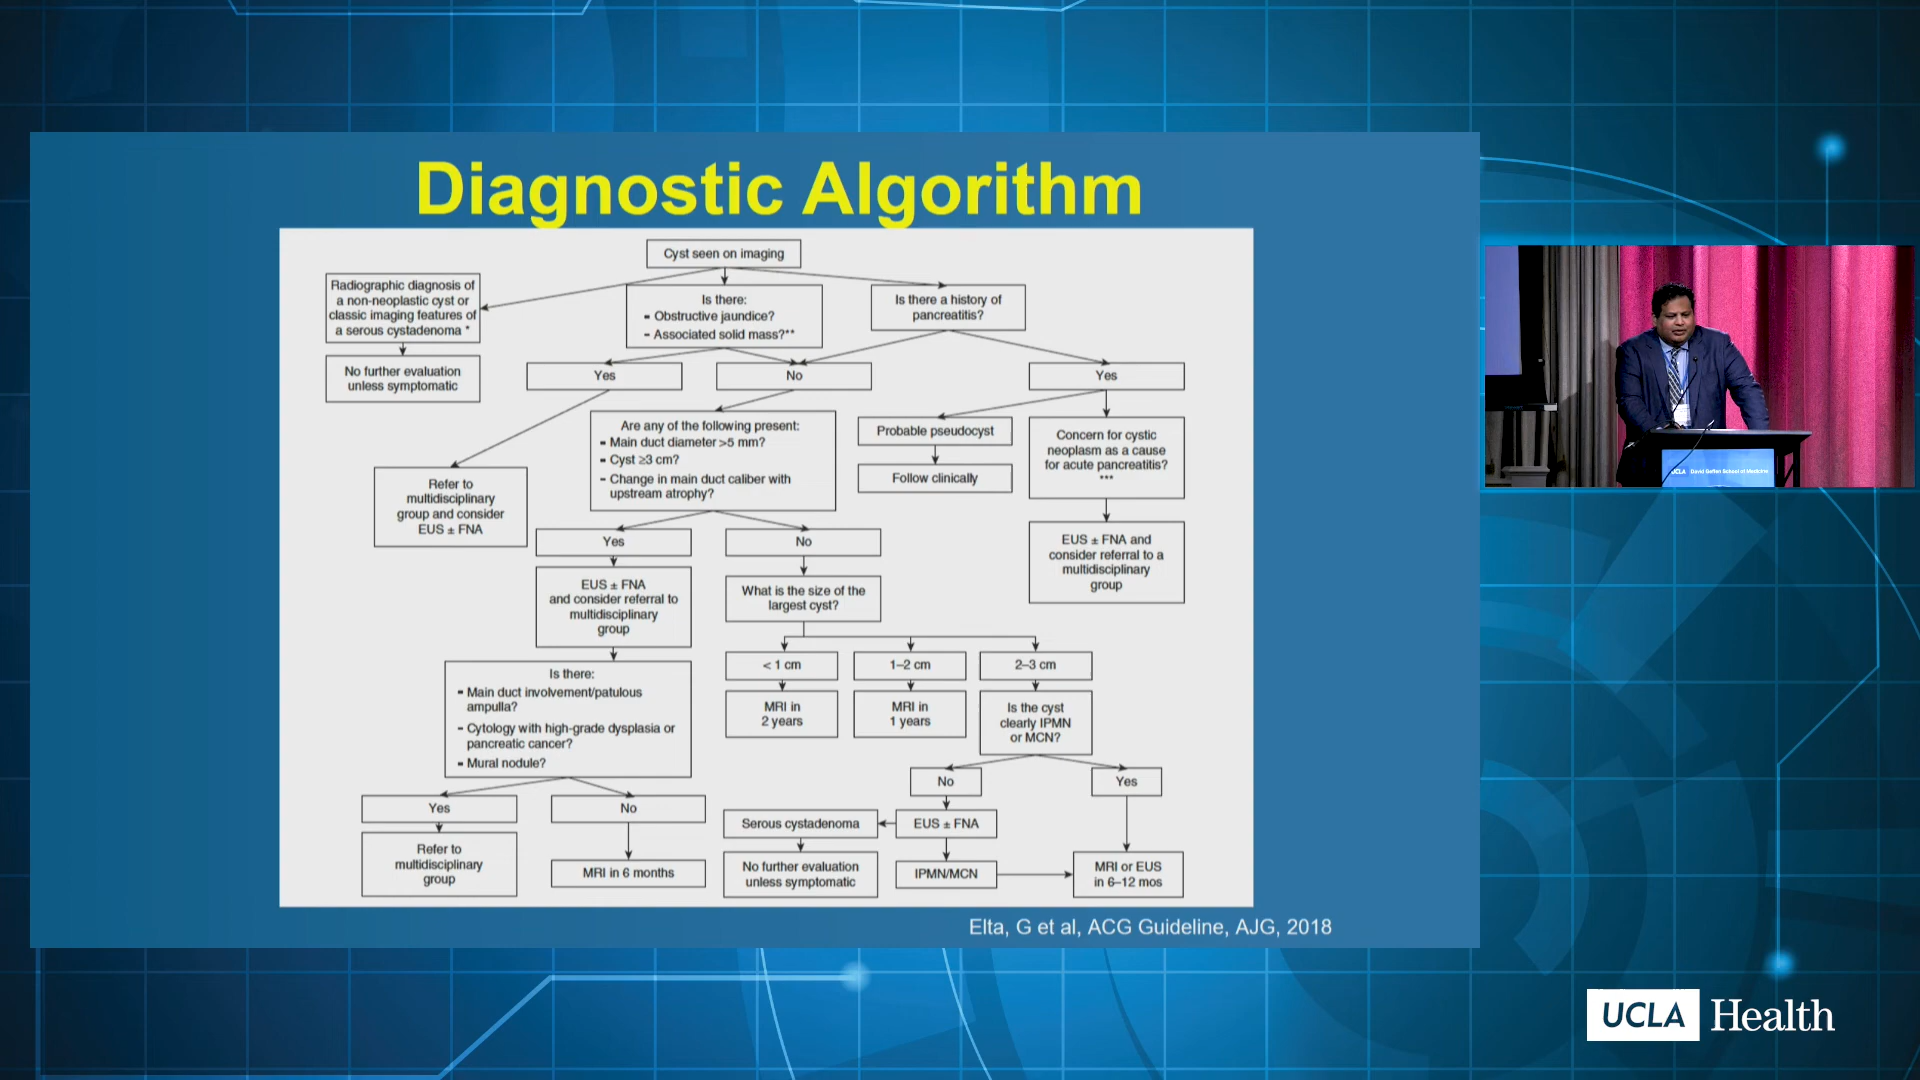 Diagnostic Algorithm
Cyst seen on imaging
Radiographic diagnosis of
a non-neoplastic cyst or
classic imaging features of
a serous cystadenoma *
No further evaluation
unless symptomatic
Is there:
- Obstructive jaundice?
- Associated solid mass?**
Is there a history of
pancreatitis?
Yes
No
Yes
Refer to
multidisciplinary
group and consider
EUS ± FNA
Are any of the following present:
- Main duct diameter >5 mm?
- Cyst ≥3 cm?
- Change in main duct caliber with
upstream atrophy?
Probable pseudocyst
Follow clinically
Concern for cystic
neoplasm as a cause
for acute pancreatitis?
***
EUS ± FNA and
consider referral to a
multidisciplinary
group
Yes
No
EUS ± FNA
and consider referral to
multidisciplinary
group
What is the size of the
largest cyst?
< 1 cm
1–2 cm
2–3 cm
MRI in
2 years
MRI in
1 years
Is the cyst
clearly IPMN
or MCN?
Is there:
- Main duct involvement/patulous
ampulla?
- Cytology with high-grade dysplasia or
pancreatic cancer?
- Mural nodule?
Yes
No
Refer to
multidisciplinary
group
MRI in 6 months
No
Yes
Serous cystadenoma
EUS ± FNA
No further evaluation
unless symptomatic
IPMN/MCN
MRI or EUS
in 6–12 mos
Elta, G et al, ACG Guideline, AJG, 2018
UCLA David Geffen School of Medicine
UCLA Health